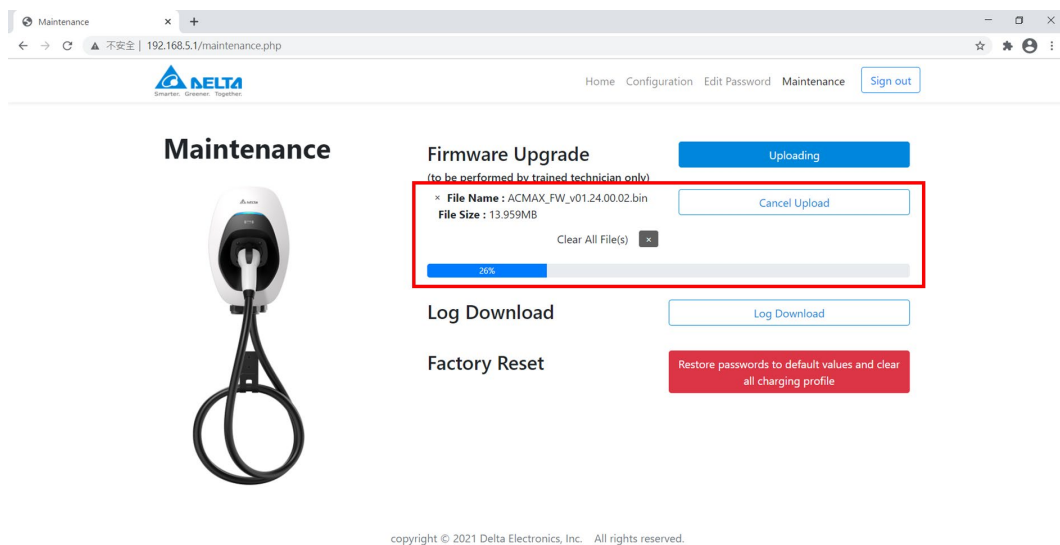 Maintenance
不安全 | 192.168.5.1/maintenance.php
DELTA
Smarter. Greener. Together.
Home Configuration Edit Password Maintenance Sign out
Maintenance
Firmware Upgrade
Uploading
(to be performed by trained technician only)
× File Name : ACMAX_FW_v01.24.00.02.bin
Cancel Upload
File Size : 13.959MB
Clear All File(s) ×
26%
Log Download
Log Download
Factory Reset
Restore passwords to default values and clear
all charging profile
copyright © 2021 Delta Electronics, Inc. All rights reserved.